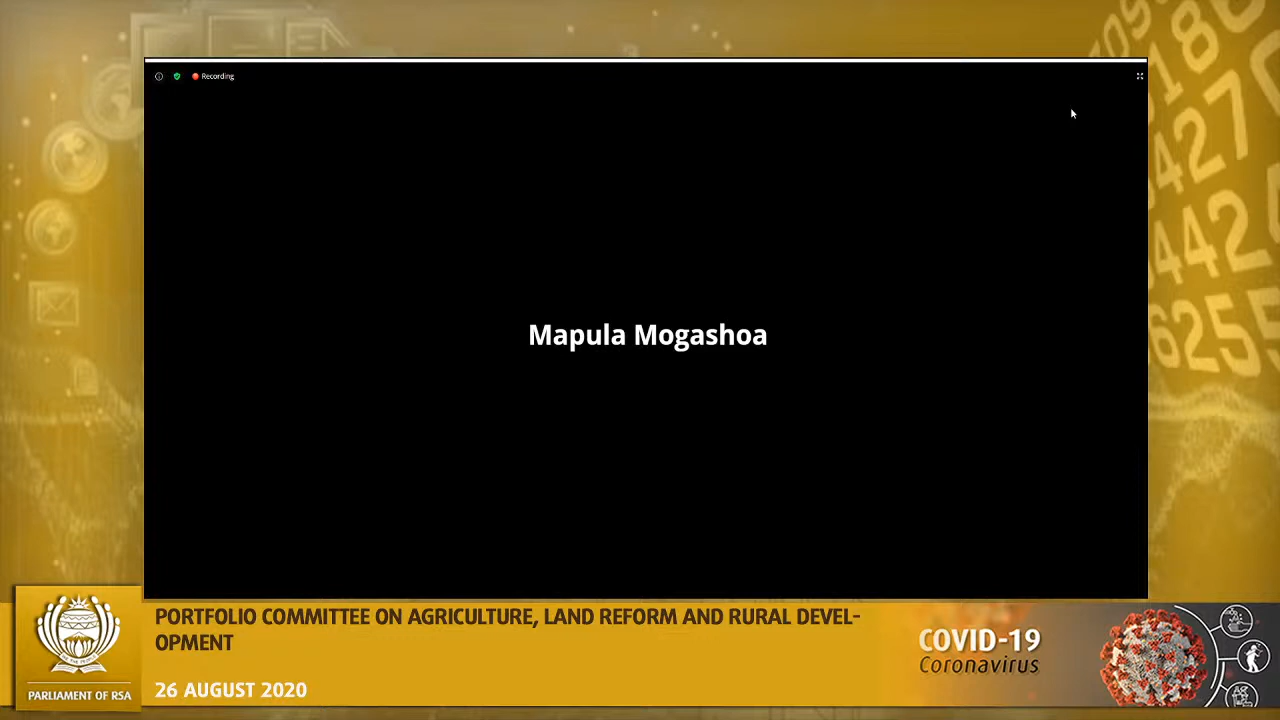 Recording
Mapula Mogashoa
PORTFOLIO COMMITTEE ON AGRICULTURE, LAND REFORM AND RURAL DEVEL-
OPMENT
26 AUGUST 2020
PARLIAMENT OF RSA
COVID-19
Coronavirus